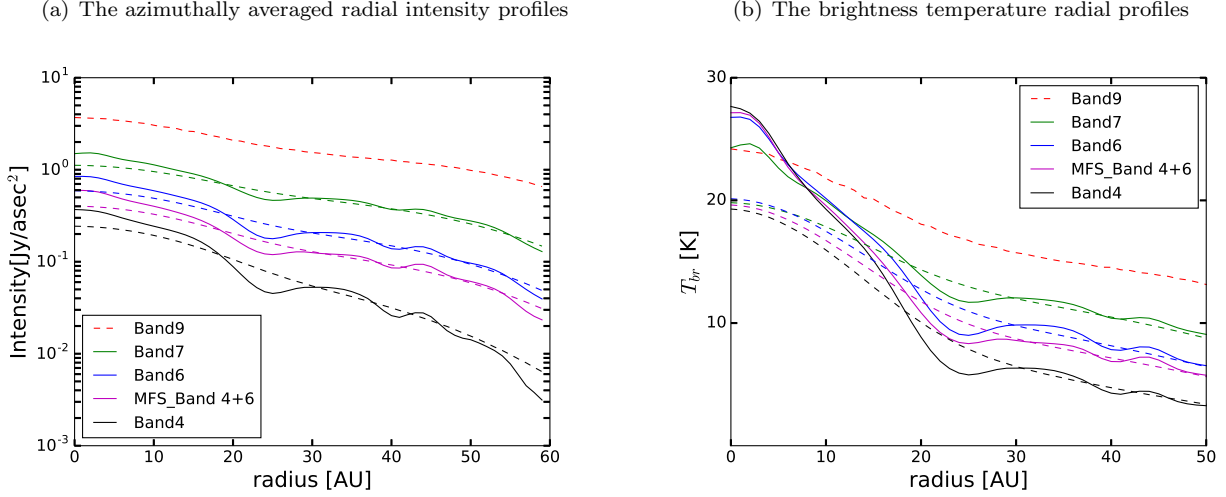 (a) The azimuthally averaged radial intensity profiles
10^1
10^0
10^-1
10^-2
10^-3
Intensity[Jy/asec^2]
Band9
Band7
Band6
MFS_Band 4+6
Band4
0 10 20 30 40 50 60
radius [AU]
(b) The brightness temperature radial profiles
30
20
10
T_br [K]
Band9
Band7
Band6
MFS_Band 4+6
Band4
0 10 20 30 40 50
radius [AU]